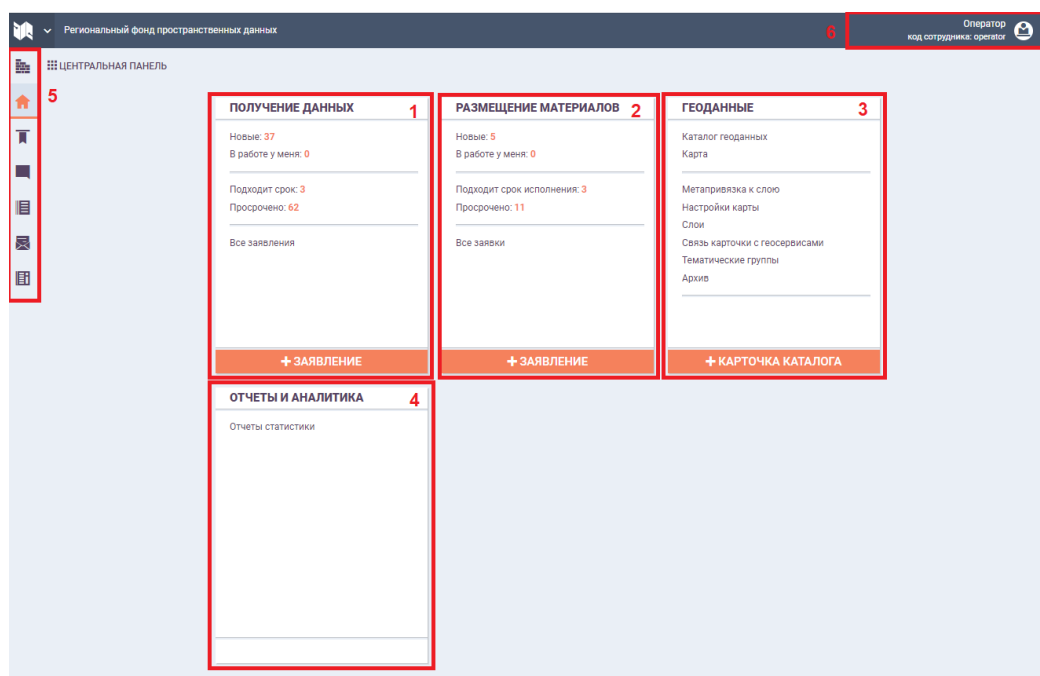 Региональный фонд пространственных данных
6
Оператор
код сотрудника: operator
ЦЕНТРАЛЬНАЯ ПАНЕЛЬ
5
ПОЛУЧЕНИЕ ДАННЫХ
1
Новые: 37
В работе у меня: 0
Подходит срок: 3
Просрочено: 62
Все заявления
+ ЗАЯВЛЕНИЕ
РАЗМЕЩЕНИЕ МАТЕРИАЛОВ
2
Новые: 5
В работе у меня: 0
Подходит срок исполнения: 3
Просрочено: 11
Все заявки
+ ЗАЯВЛЕНИЕ
ГЕОДАННЫЕ
3
Каталог геоданных
Карта
Метапривязка к слою
Настройки карты
Слои
Связь карточки с геосервисами
Тематические группы
Архив
+ КАРТОЧКА КАТАЛОГА
ОТЧЕТЫ И АНАЛИТИКА
4
Отчеты статистики